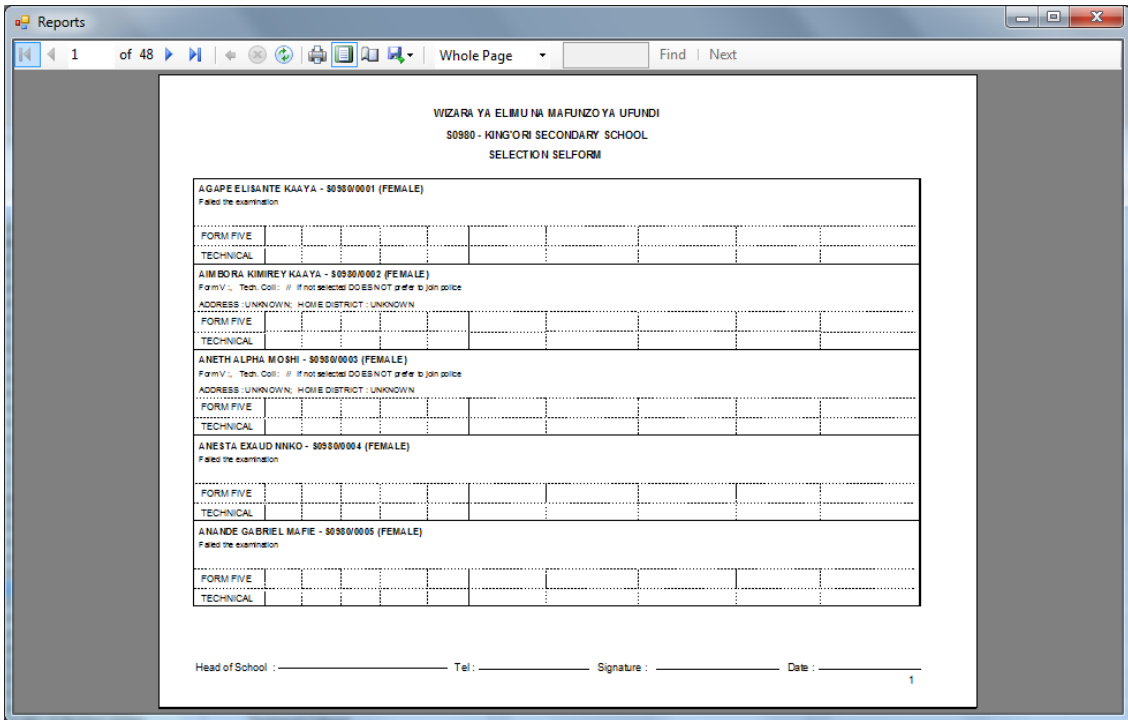 Reports
1 of 48 Whole Page Find | Next
WIZARA YA ELIMU NA MAFUNZO YA UFUNDI
S0980 - KING'ORI SECONDARY SCHOOL
SELECTION SELFORM
AGAPE ELISANTE KAAYA - S0980/0001 (FEMALE)
Failed the examination
FORM FIVE
TECHNICAL
AIMBORA KIMIREY KAAYA - S0980/0002 (FEMALE)
Form V :, Tech. Coll : // If not selected DOES NOT prefer to join police
ADDRESS : UNKNOWN; HOME DISTRICT : UNKNOWN
FORM FIVE
TECHNICAL
ANETH ALPHA MOSHI - S0980/0003 (FEMALE)
Form V :, Tech. Coll : // If not selected DOES NOT prefer to join police
ADDRESS : UNKNOWN; HOME DISTRICT : UNKNOWN
FORM FIVE
TECHNICAL
ANESTA EXAUD NNKO - S0980/0004 (FEMALE)
Failed the examination
FORM FIVE
TECHNICAL
ANANDE GABRIEL MAFIE - S0980/0005 (FEMALE)
Failed the examination
FORM FIVE
TECHNICAL
Head of School : Tel : Signature : Date :
1